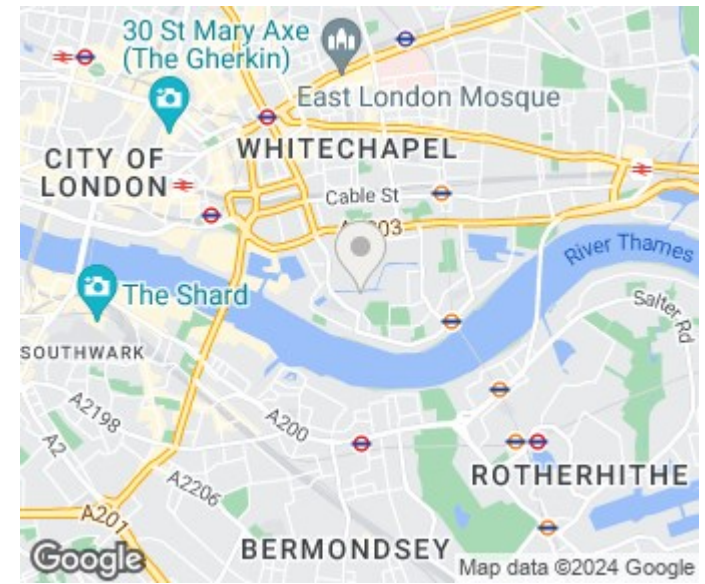 30 St Mary Axe
(The Gherkin)
East London Mosque
CITY OF
LONDON
WHITECHAPEL
Cable St
River Thames
The Shard
Salter Rd
SOUTHWARK
A2198
A200
A2
A2206
ROTHERHITHE
A201
BERMONDSEY
Google
Map data ©2024 Google